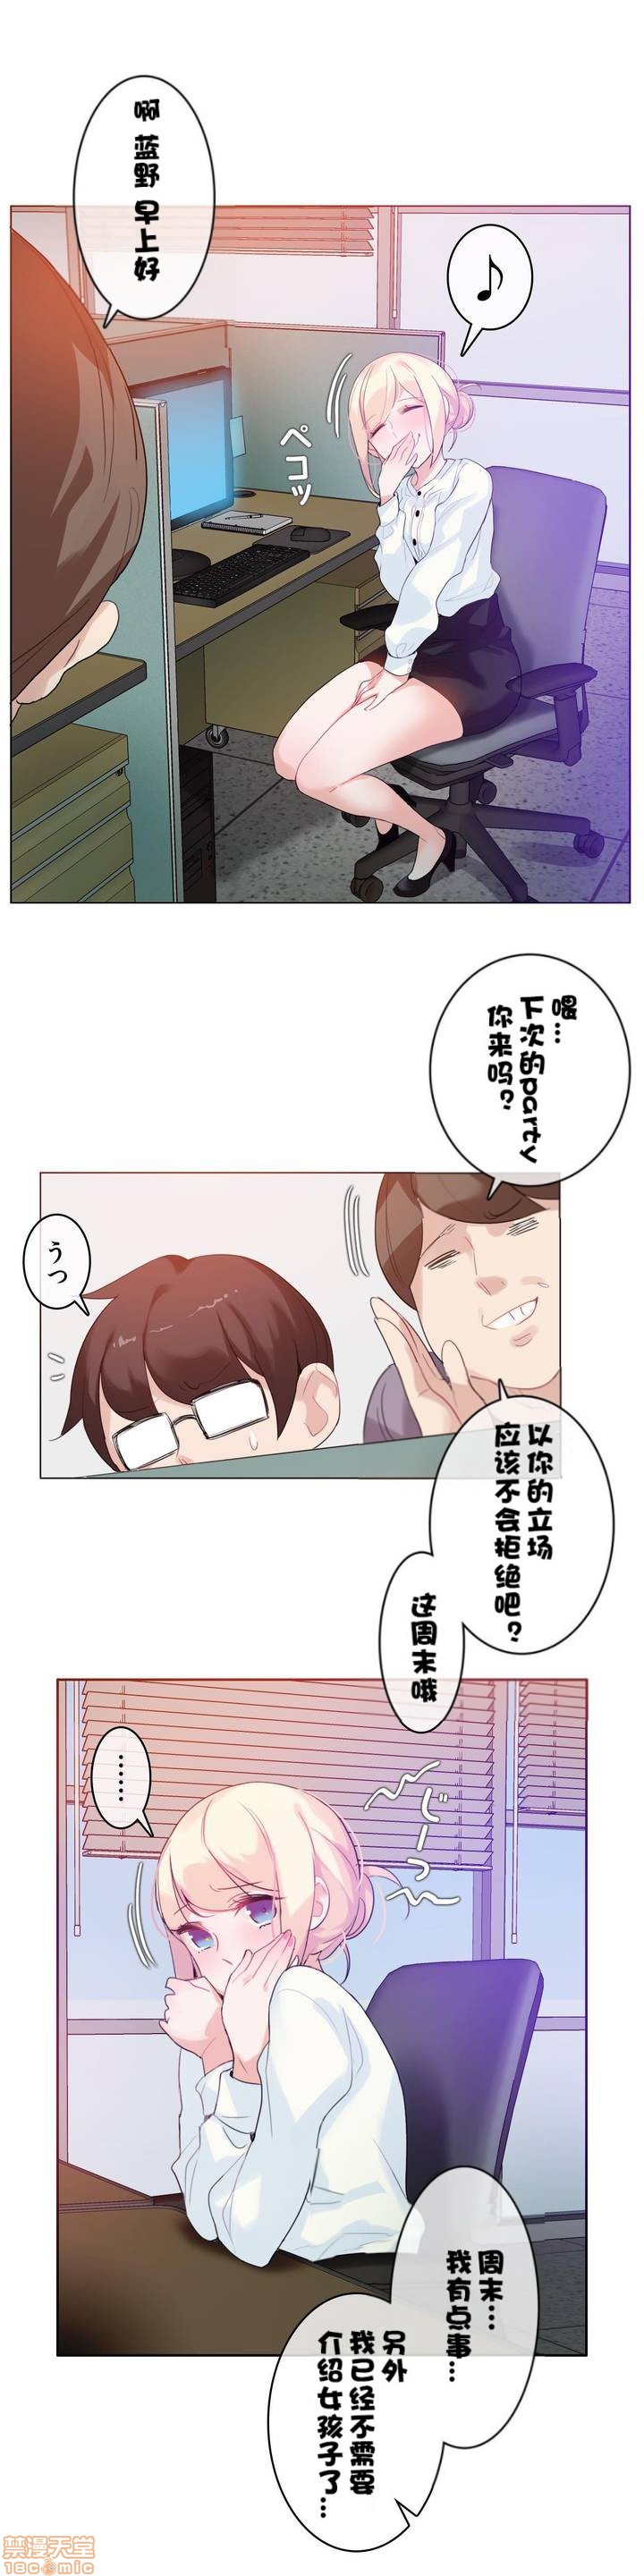 啊 蓝野 早上好
♪
ペコッ
喂…
下次的party
你来吗?
うっ
以你的立场
应该不会拒绝吧?
这周末哦
……
じーっ
周末…
我有点事…
另外
我已经不需要
介绍女孩子了…
禁漫天堂
18comic